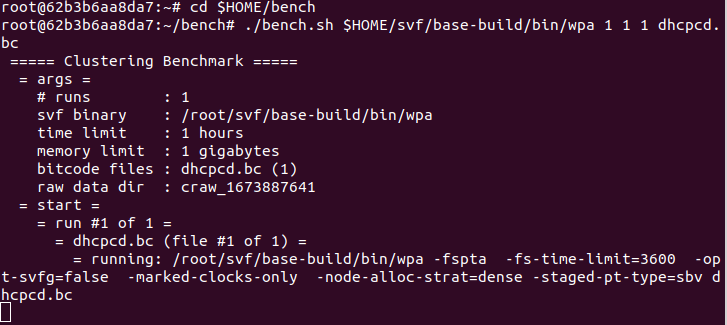 root@62b3b6aa8da7:~# cd $HOME/bench
root@62b3b6aa8da7:~/bench# ./bench.sh $HOME/svf/base-build/bin/wpa 1 1 1 dhcpcd.
bc
===== Clustering Benchmark =====
= args =
# runs : 1
svf binary : /root/svf/base-build/bin/wpa
time limit : 1 hours
memory limit : 1 gigabytes
bitcode files : dhcpcd.bc (1)
raw data dir : craw_1673887641
= start =
= run #1 of 1 =
= dhcpcd.bc (file #1 of 1) =
= running: /root/svf/base-build/bin/wpa -fspta -fs-time-limit=3600 -op
t-svfg=false -marked-clocks-only -node-alloc-strat=dense -staged-pt-type=sbv d
hcpcd.bc